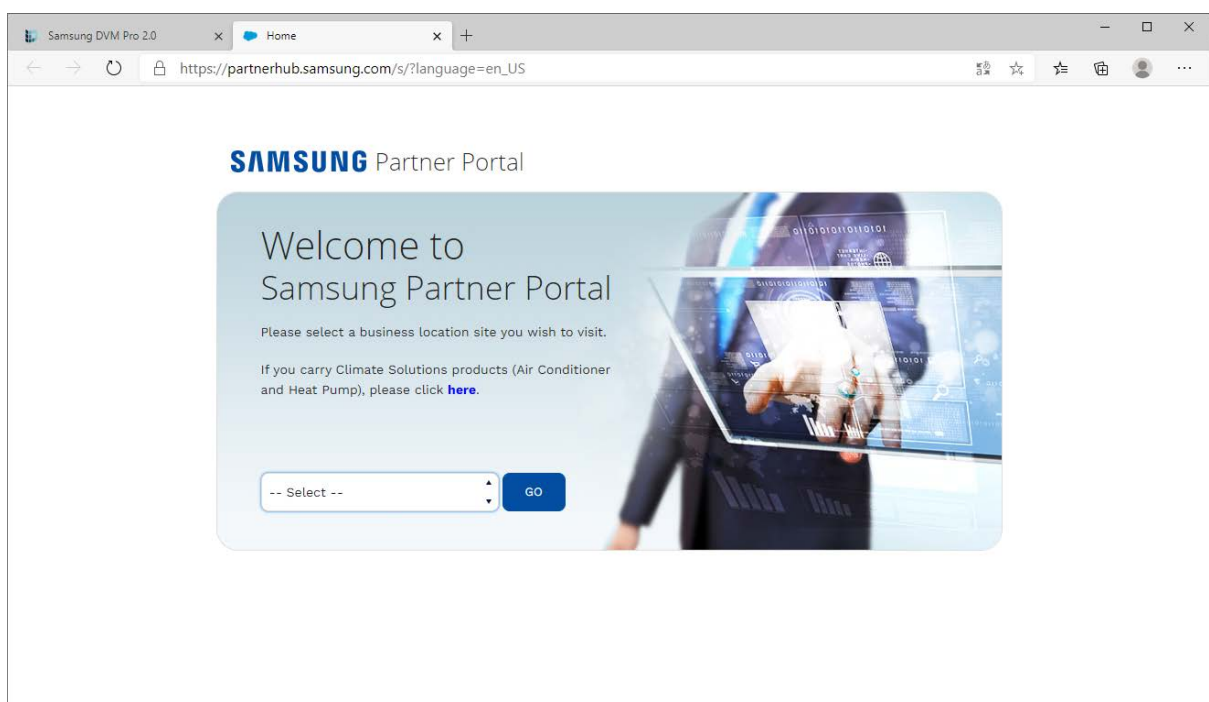 Samsung DVM Pro 2.0
Home
https://partnerhub.samsung.com/s/?language=en_US
SAMSUNG Partner Portal
Welcome to
Samsung Partner Portal
Please select a business location site you wish to visit.
If you carry Climate Solutions products (Air Conditioner
and Heat Pump), please click here.
-- Select --
GO